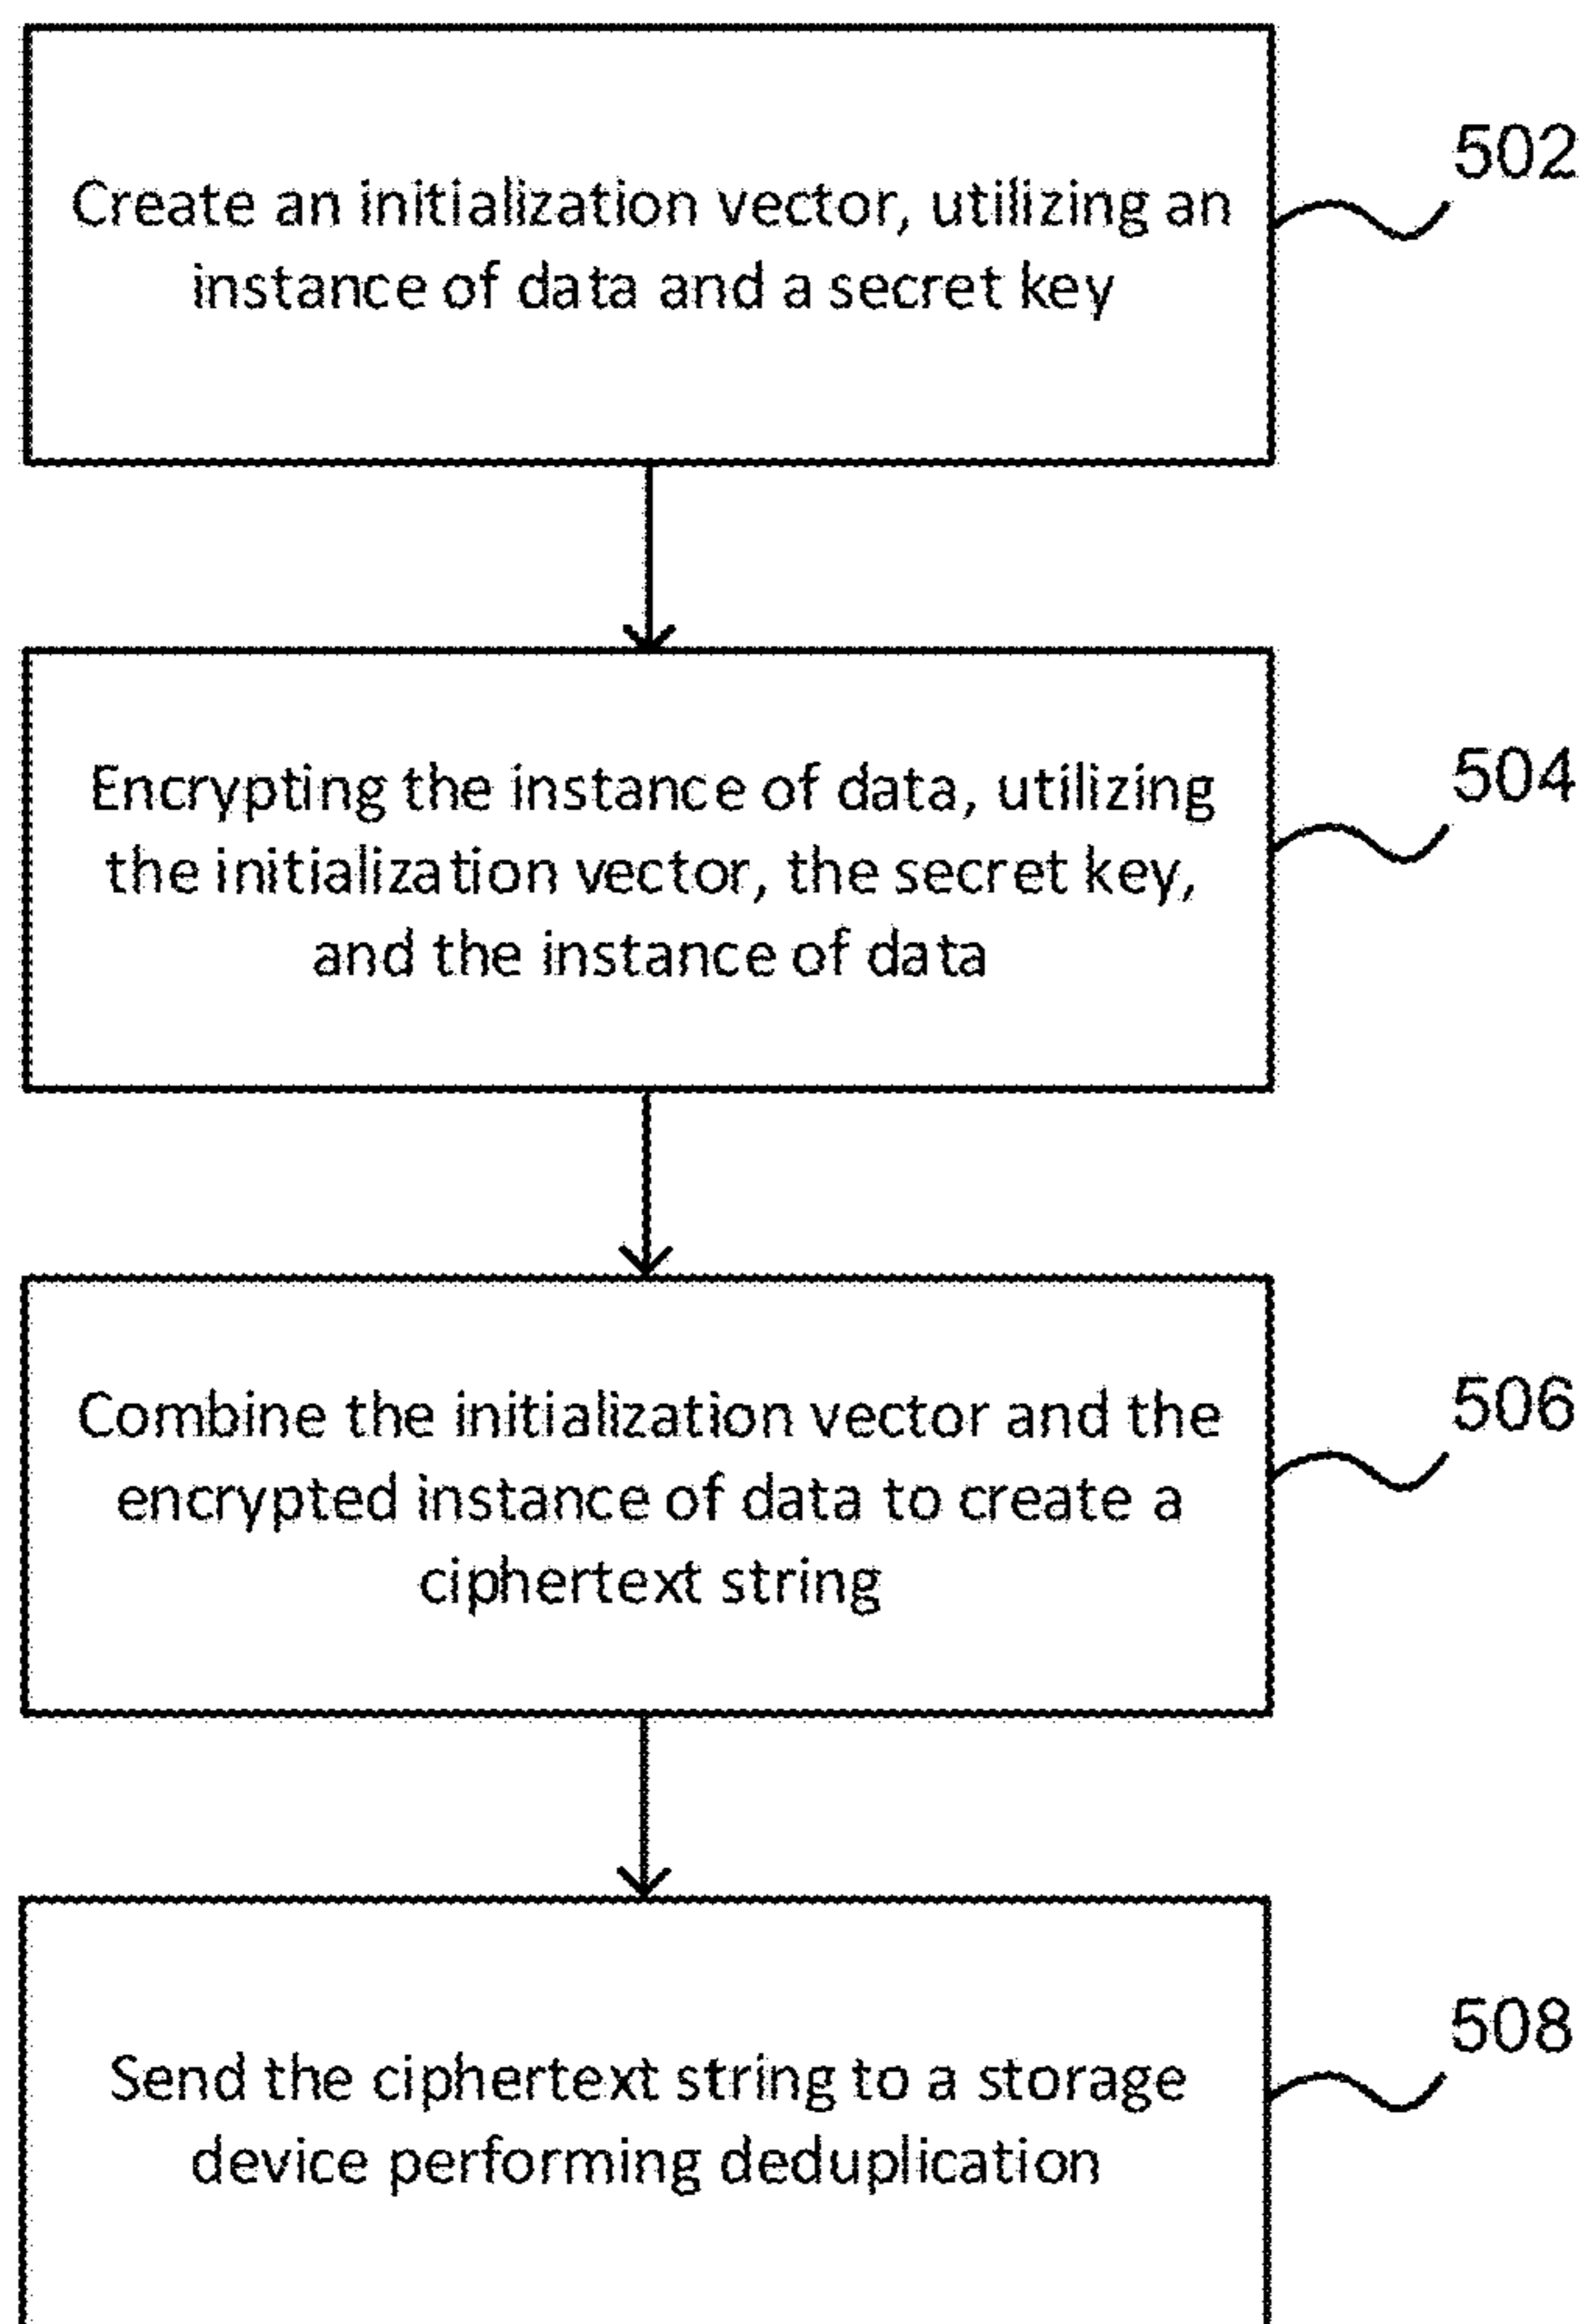 502
Create an initialization vector, utilizing an
instance of data and a secret key
504
Encrypting the instance of data, utilizing
the initialization vector, the secret key,
and the instance of data
506
Combine the initialization vector and the
encrypted instance of data to create a
ciphertext string
508
Send the ciphertext string to a storage
device performing deduplication